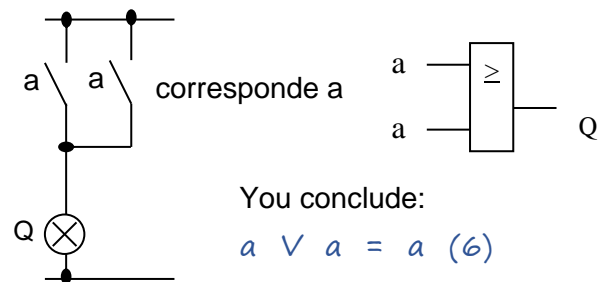 a
a
corresponde a
a
≥
a
Q
Q
You conclude:
a ∨ a = a (6)